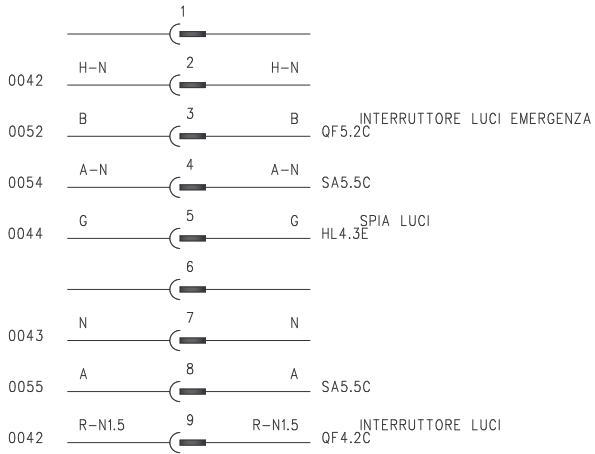 1
H-N 2 H-N
0042
B 3 B INTERRUTTORE LUCI EMERGENZA
0052 QF5.2C
A-N 4 A-N
0054 SA5.5C
G 5 G SPIA LUCI
0044 HL4.3E
6
N 7 N
0043
A 8 A
0055 SA5.5C
R-N1.5 9 R-N1.5 INTERRUTTORE LUCI
0042 QF4.2C